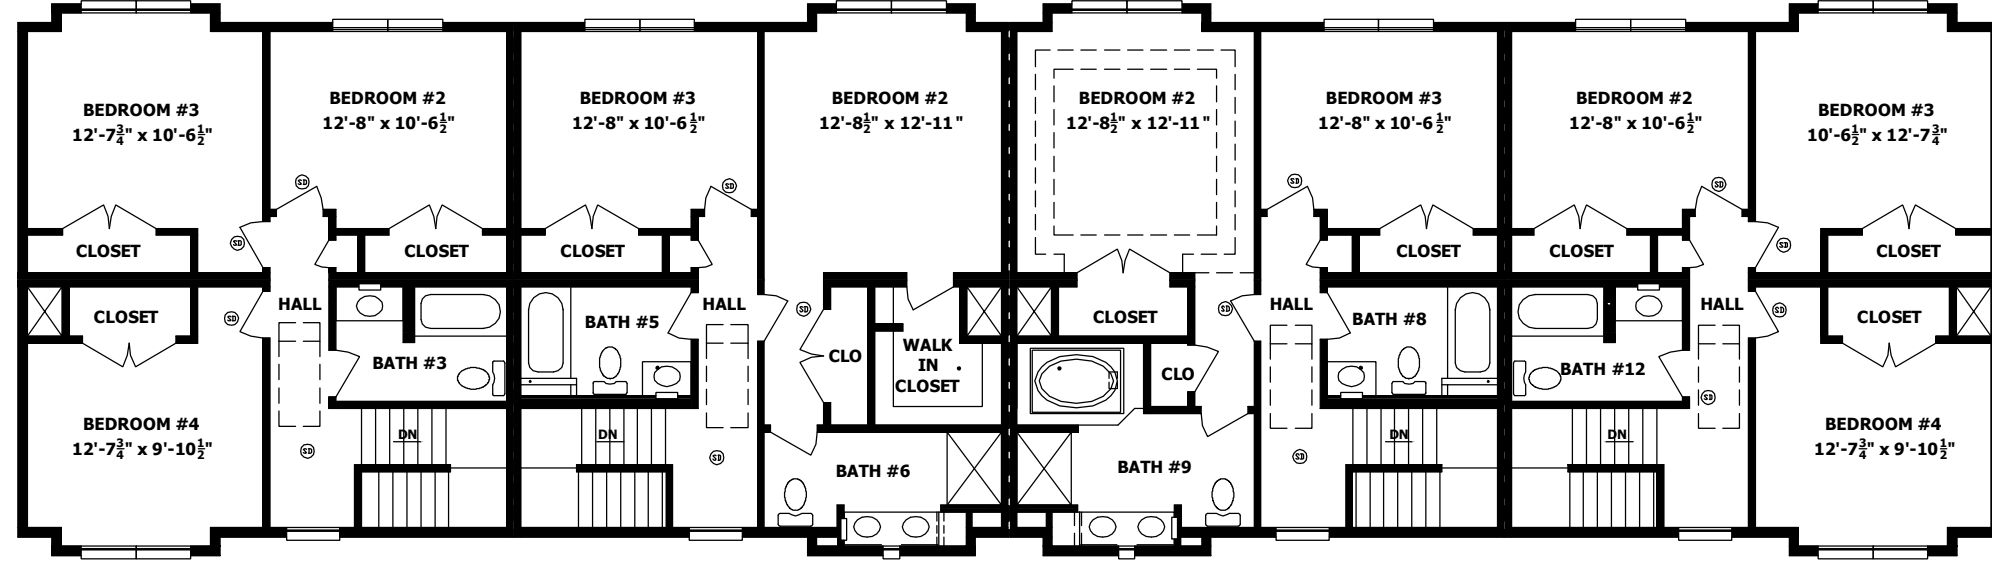 BEDROOM #3
12'-7¾" x 10'-6½"
BEDROOM #2
12'-8" x 10'-6½"
BEDROOM #3
12'-8" x 10'-6½"
BEDROOM #2
12'-8½" x 12'-11"
BEDROOM #2
12'-8½" x 12'-11"
BEDROOM #3
12'-8" x 10'-6½"
BEDROOM #2
12'-8" x 10'-6½"
BEDROOM #3
10'-6½" x 12'-7¾"
SD
SD
SD
SD
SD
SD
CLOSET
CLOSET
CLOSET
CLOSET
CLOSET
CLOSET
SD
CLOSET
HALL
BATH #3
BATH #5
HALL
SD
CLO
WALK
IN
CLOSET
CLOSET
CLO
SD
HALL
BATH #8
BATH #12
HALL
SD
CLOSET
SD
BEDROOM #4
12'-7¾" x 9'-10½"
SD
DN
DN
SD
BATH #6
BATH #9
SD
DN
DN
BEDROOM #4
12'-7¾" x 9'-10½"